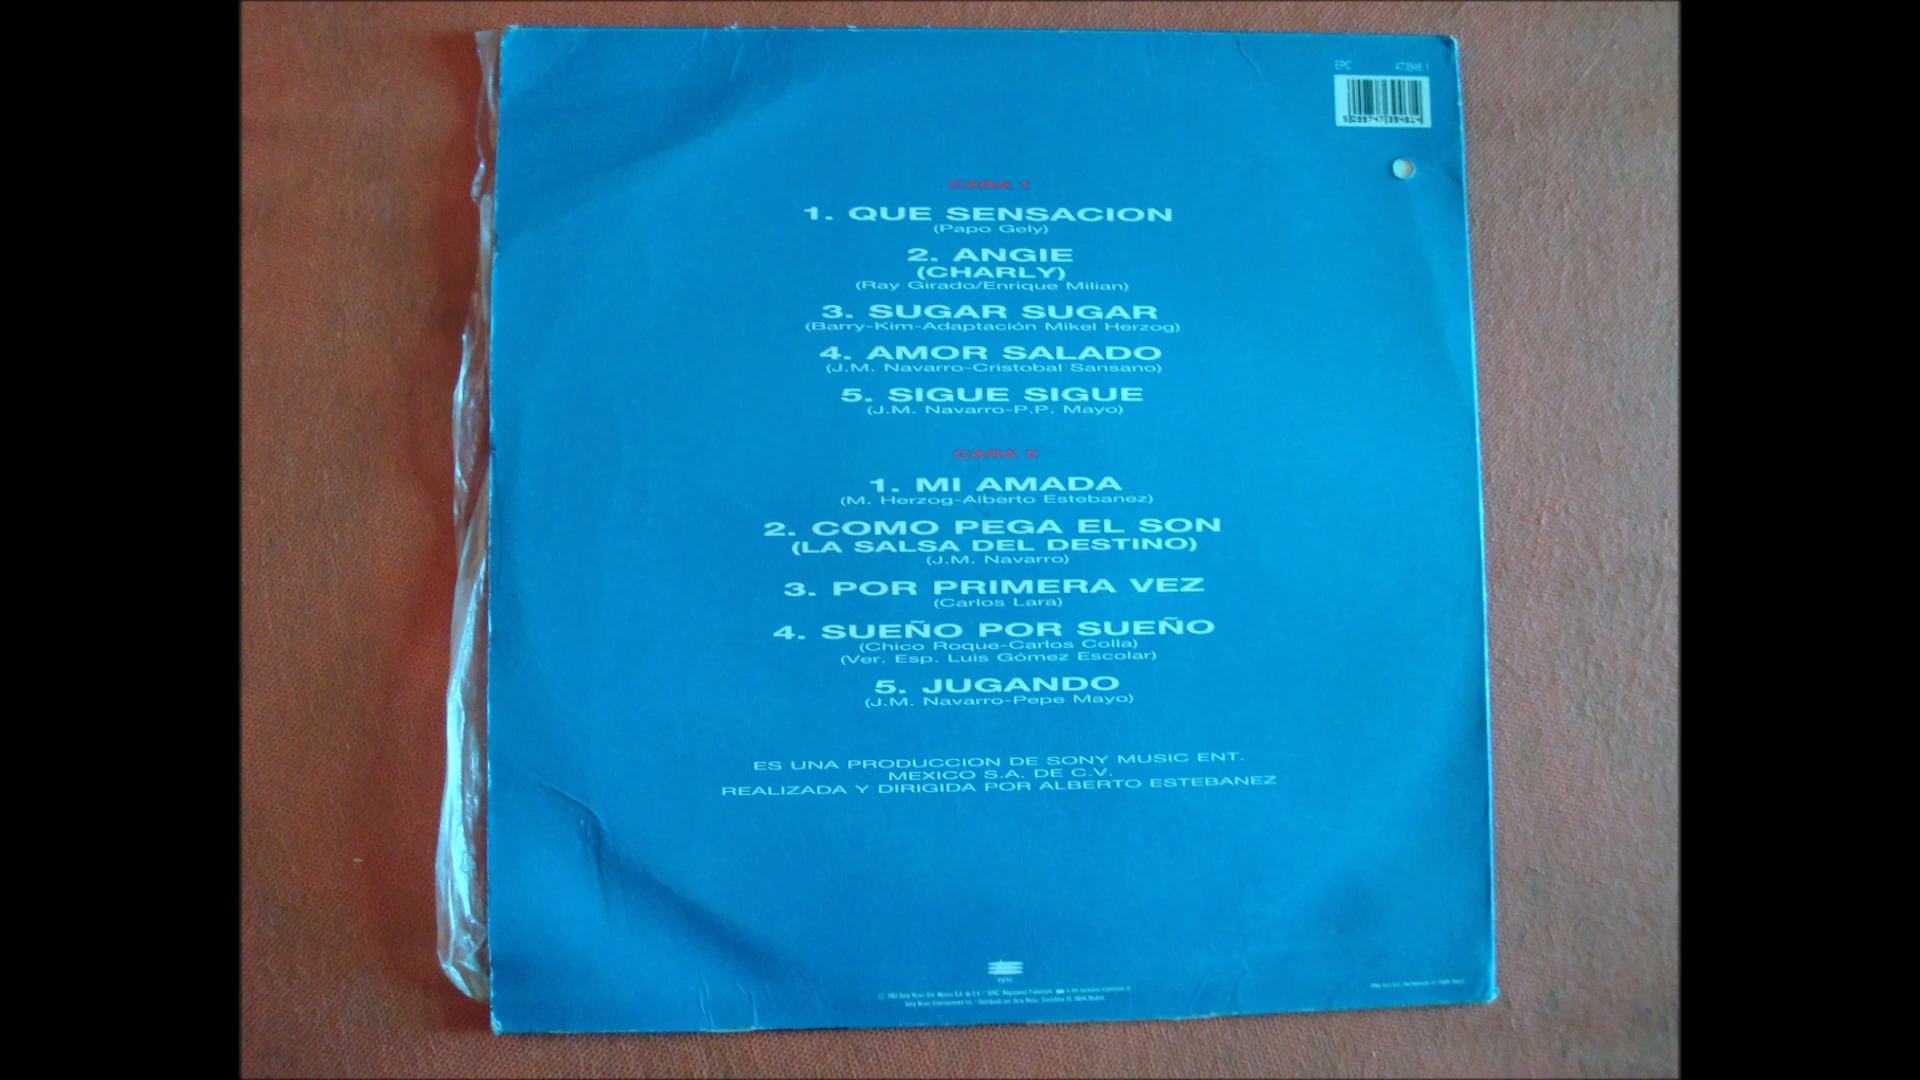 EPC 473946 1
CARA 1
1. QUE SENSACION
(Papo Gely)
2. ANGIE
(CHARLY)
(Ray Girado/Enrique Milian)
3. SUGAR SUGAR
(Barry-Kim-Adaptación Mikel Herzog)
4. AMOR SALADO
(J.M. Navarro-Cristobal Sansano)
5. SIGUE SIGUE
(J.M. Navarro-P.P. Mayo)
CARA 2
1. MI AMADA
(M. Herzog-Alberto Estebanez)
2. COMO PEGA EL SON
(LA SALSA DEL DESTINO)
(J.M. Navarro)
3. POR PRIMERA VEZ
(Carlos Lara)
4. SUEÑO POR SUEÑO
(Chico Roque-Carlos Colla)
(Ver. Esp. Luis Gómez Escolar)
5. JUGANDO
(J.M. Navarro-Pepe Mayo)
ES UNA PRODUCCION DE SONY MUSIC ENT.
MEXICO S.A. DE C.V.
REALIZADA Y DIRIGIDA POR ALBERTO ESTEBANEZ